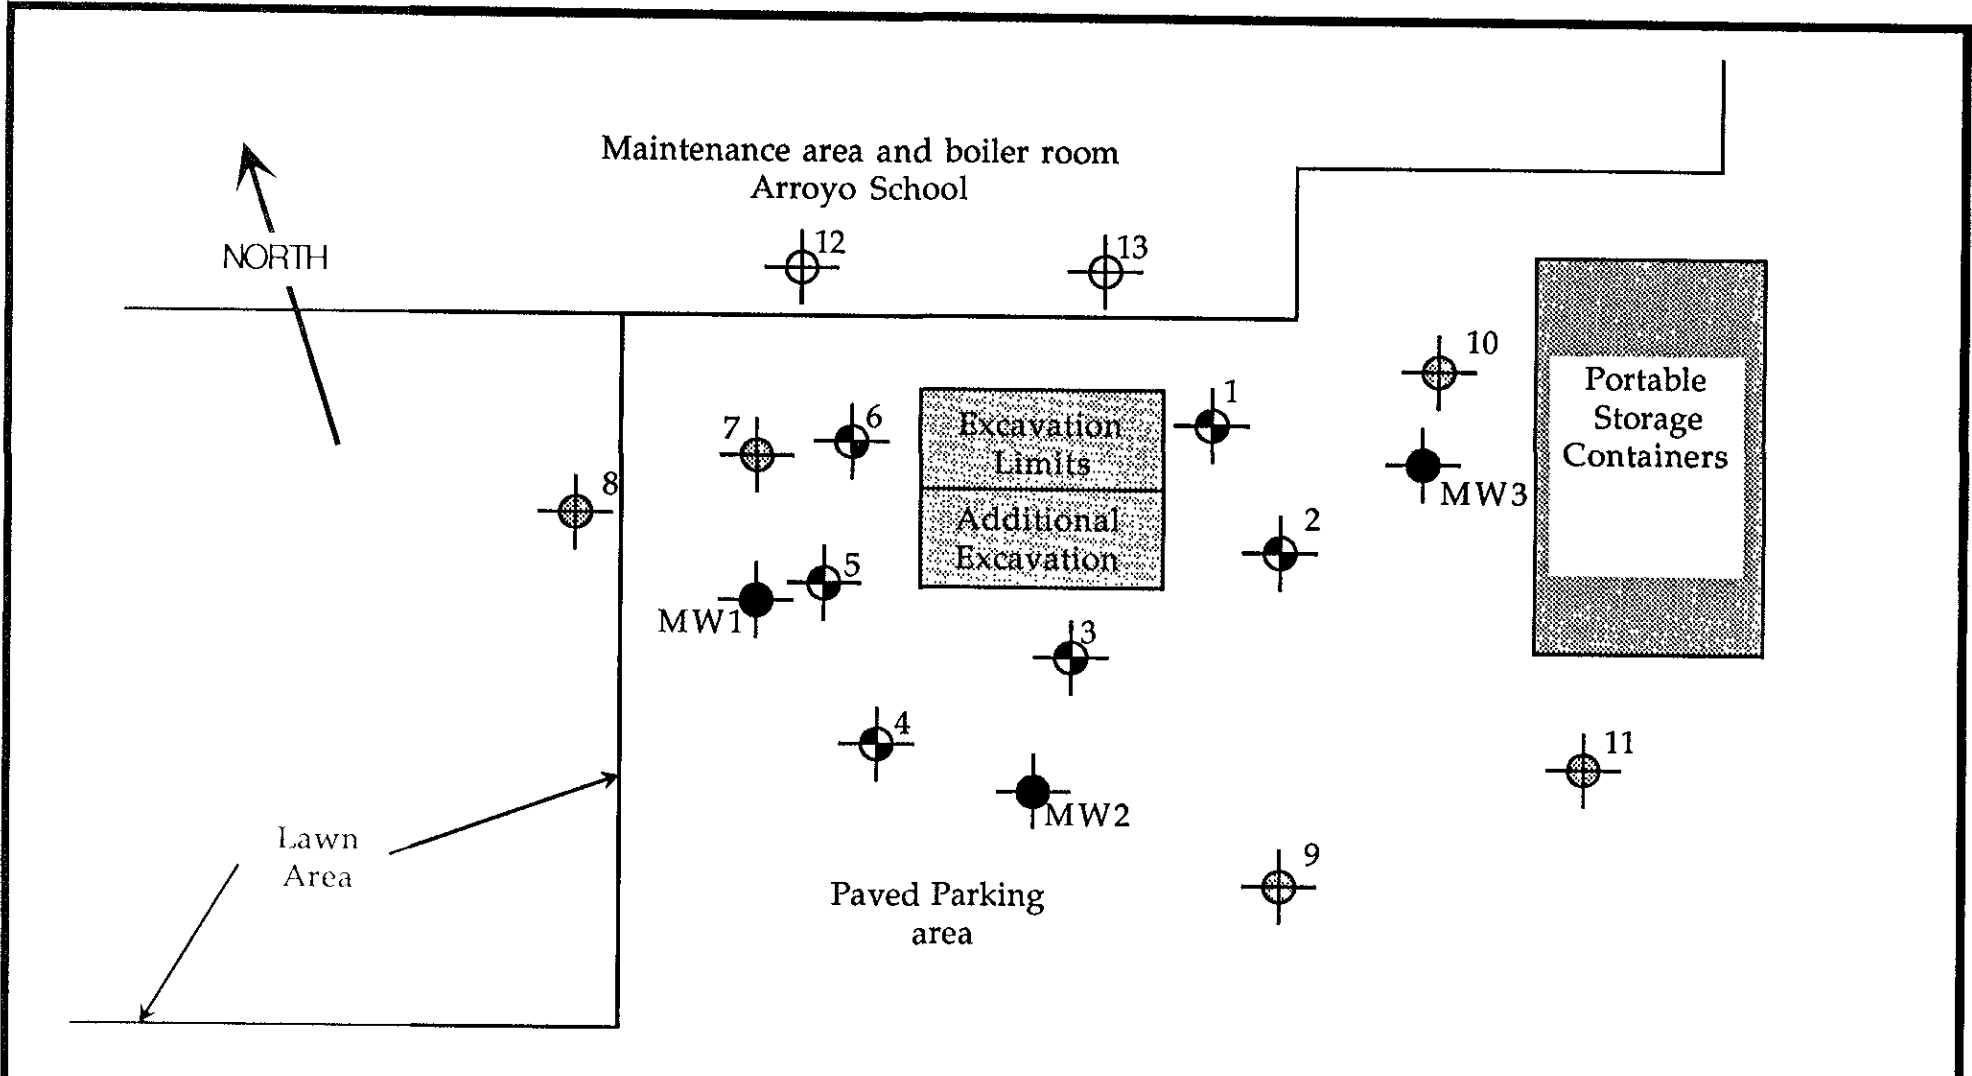 Maintenance area and boiler room
Arroyo School
NORTH
12
13
10
1
6
7
8
Excavation
Limits
Additional
Excavation
Portable
Storage
Containers
MW3
2
5
MW1
3
4
MW2
11
9
Lawn
Area
Paved Parking
area